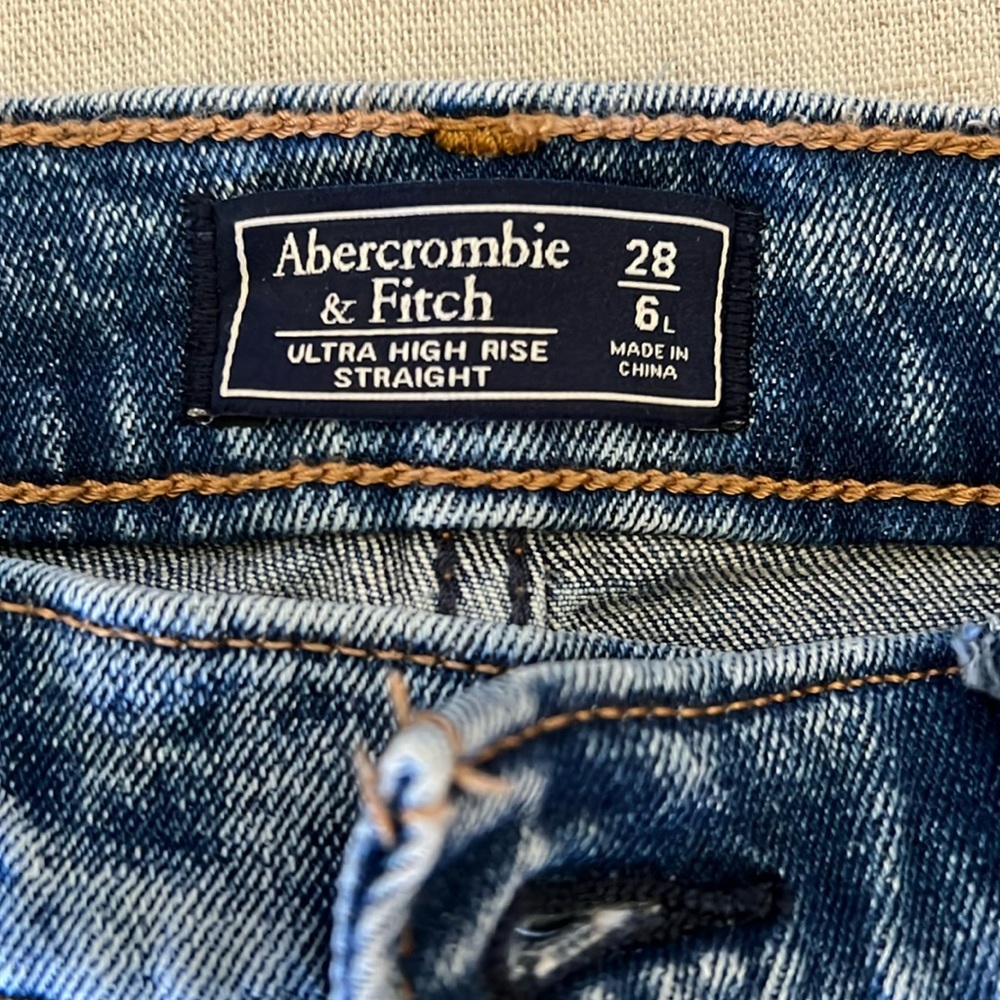 Abercrombie
& Fitch
ULTRA HIGH RISE
STRAIGHT
28
6L
MADE IN
CHINA